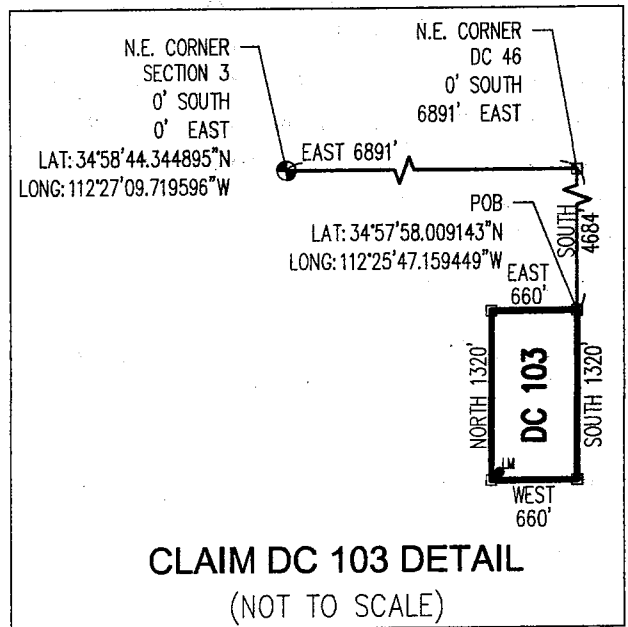 N.E. CORNER
SECTION 3
0' SOUTH
0' EAST
LAT: 34°58'44.344895"N
LONG: 112°27'09.719596"W
N.E. CORNER
DC 46
0' SOUTH
6891' EAST
EAST 6891'
POB
LAT: 34°57'58.009143"N
LONG: 112°25'47.159449"W
SOUTH
4684'
EAST
660'
NORTH 1320'
DC 103
SOUTH 1320'
LM
WEST
660'
CLAIM DC 103 DETAIL
(NOT TO SCALE)